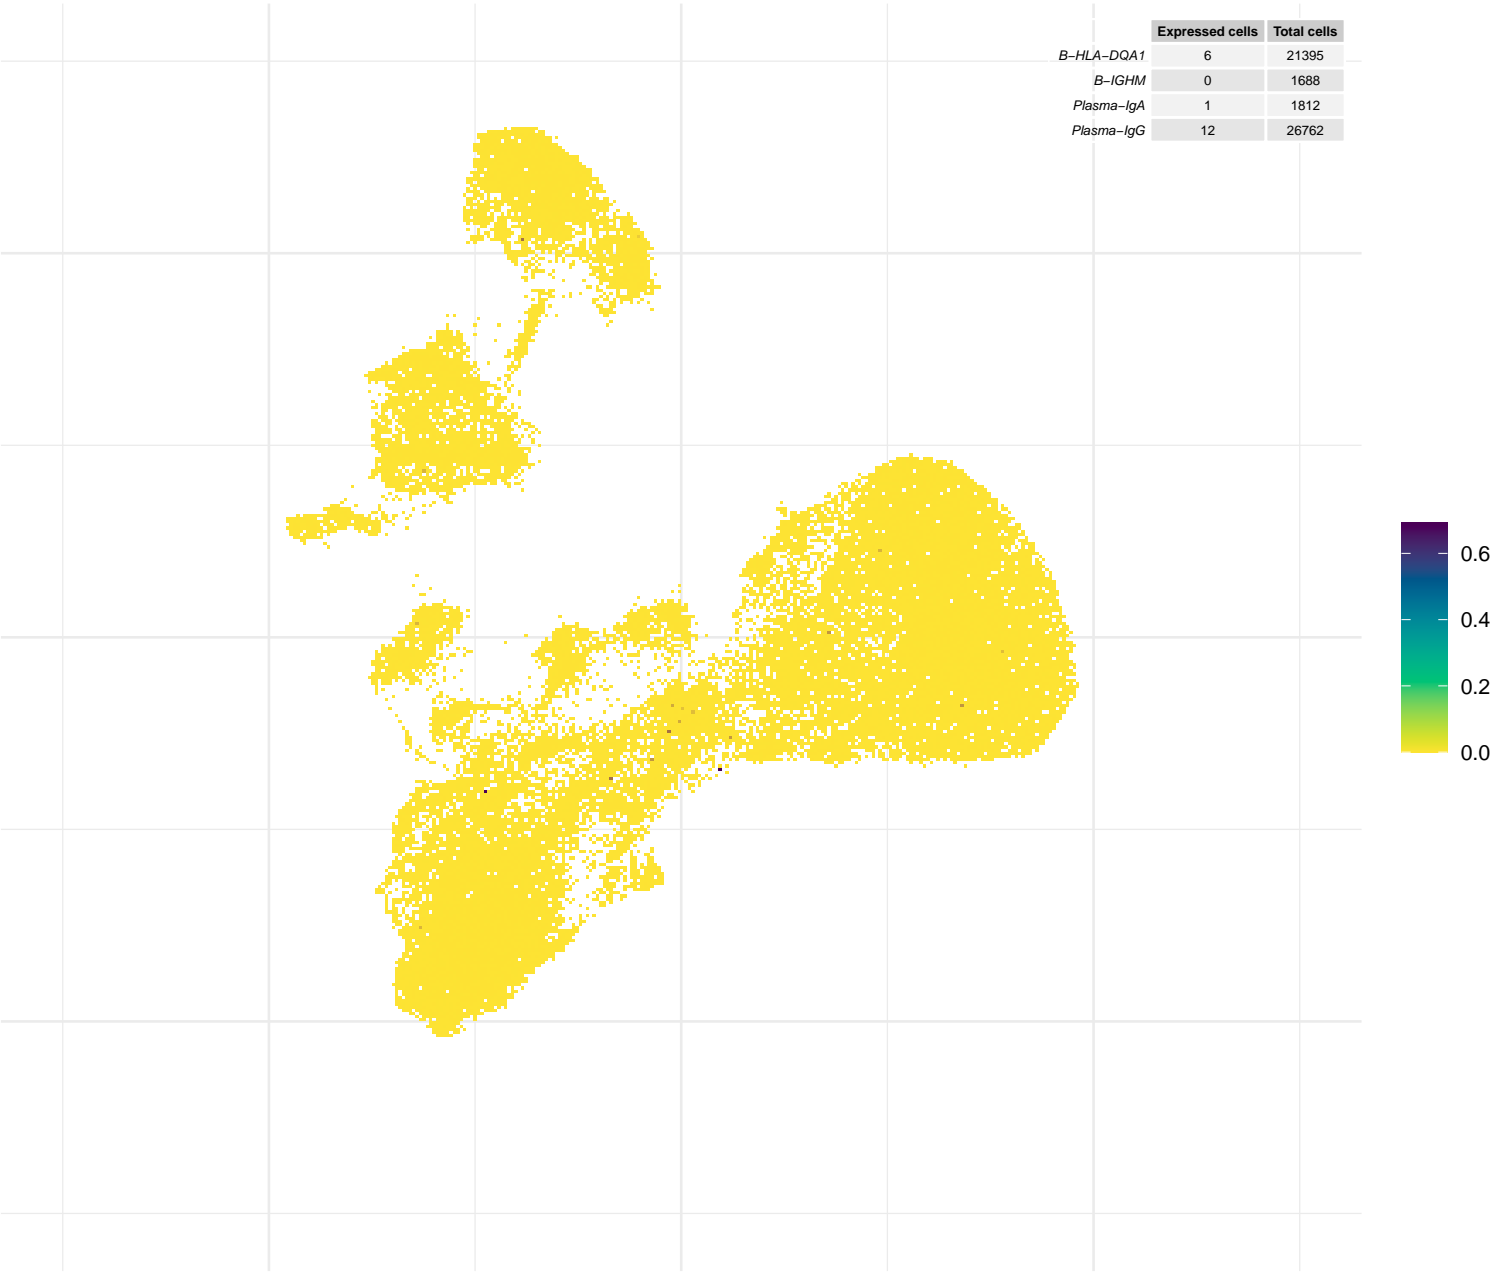 Expressed cells Total cells
B−HLA−DQA1 6 21395
B−IGHM 0 1688
Plasma−IgA 1 1812
Plasma−IgG 12 26762
0.6
0.4
0.2
0.0